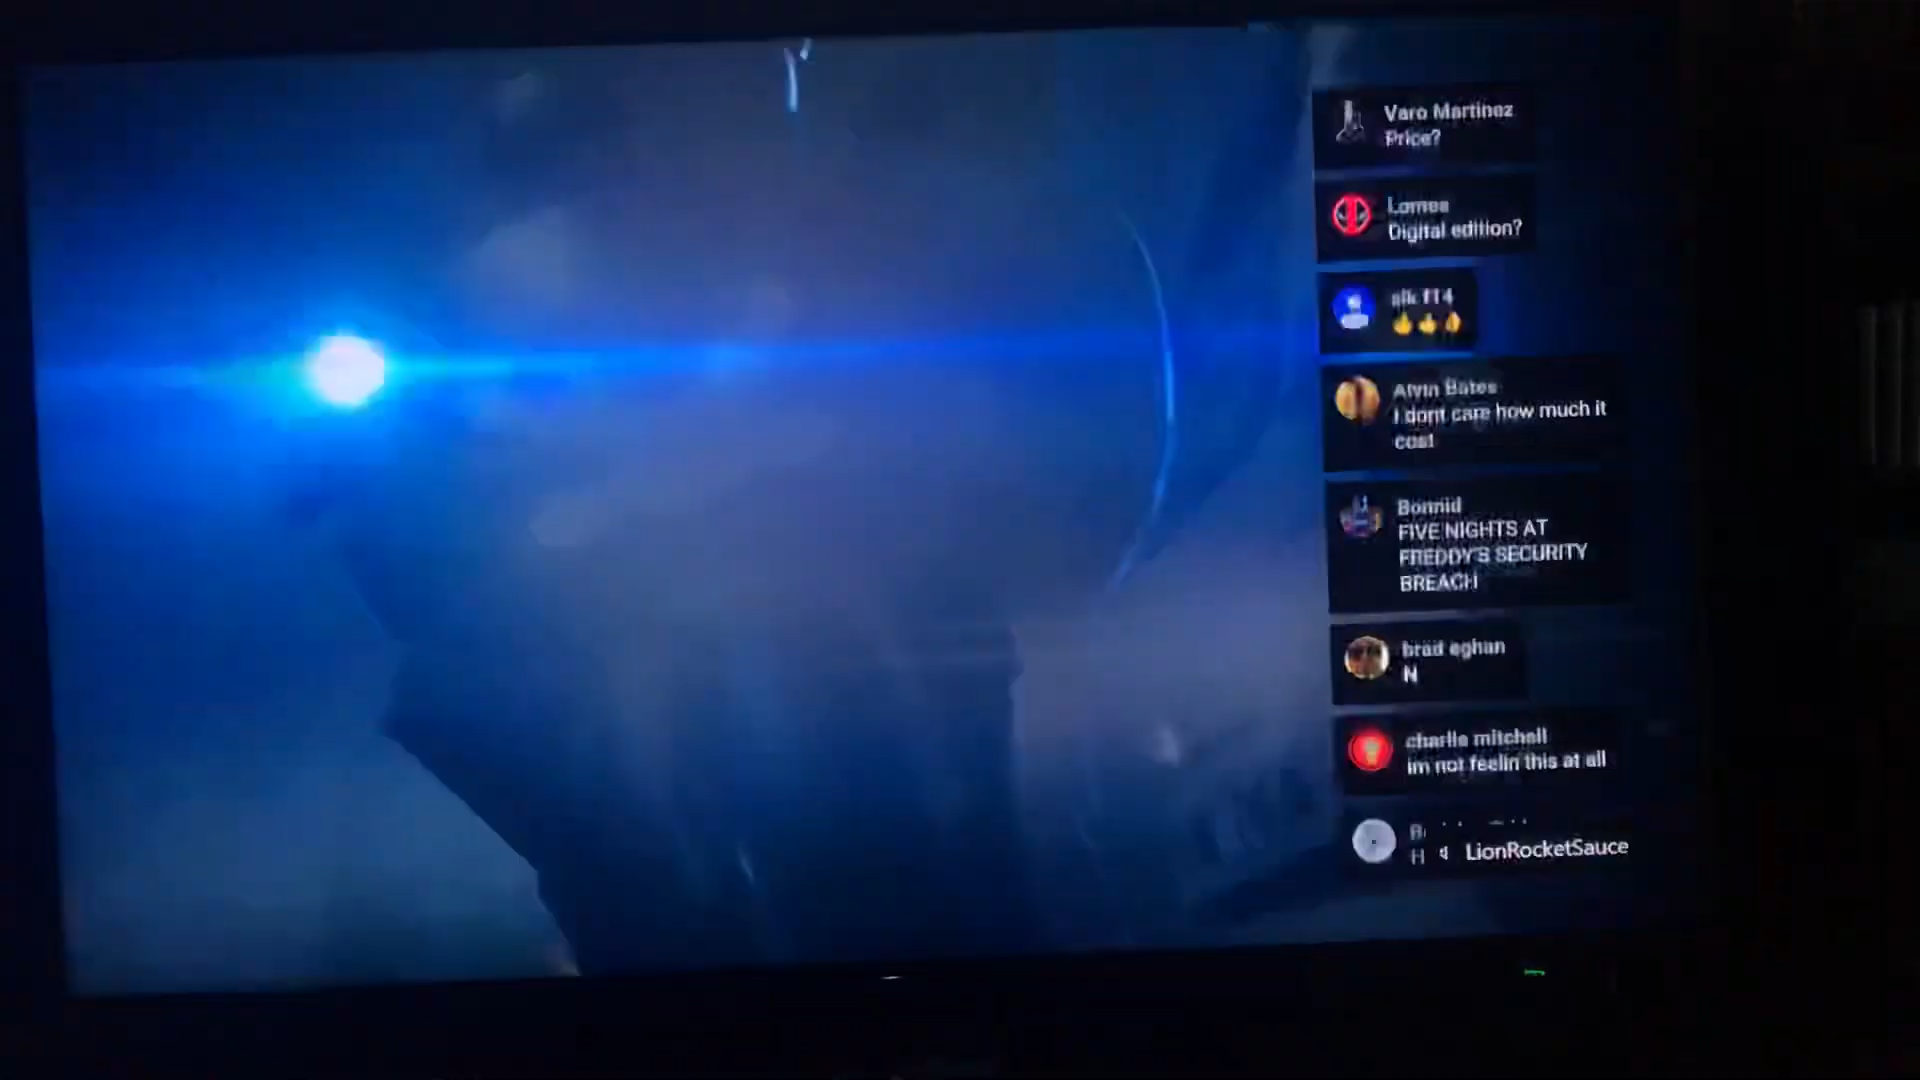 Varo Martinez
Price?
Lomea
Digital edition?
Alvin Bates
I dont care how much it
cost
Bonnid
FIVE NIGHTS AT
FREDDY'S SECURITY
BREACH
brad eghan
N
charlie mitchell
im not feelin this at all
LionRocketSauce